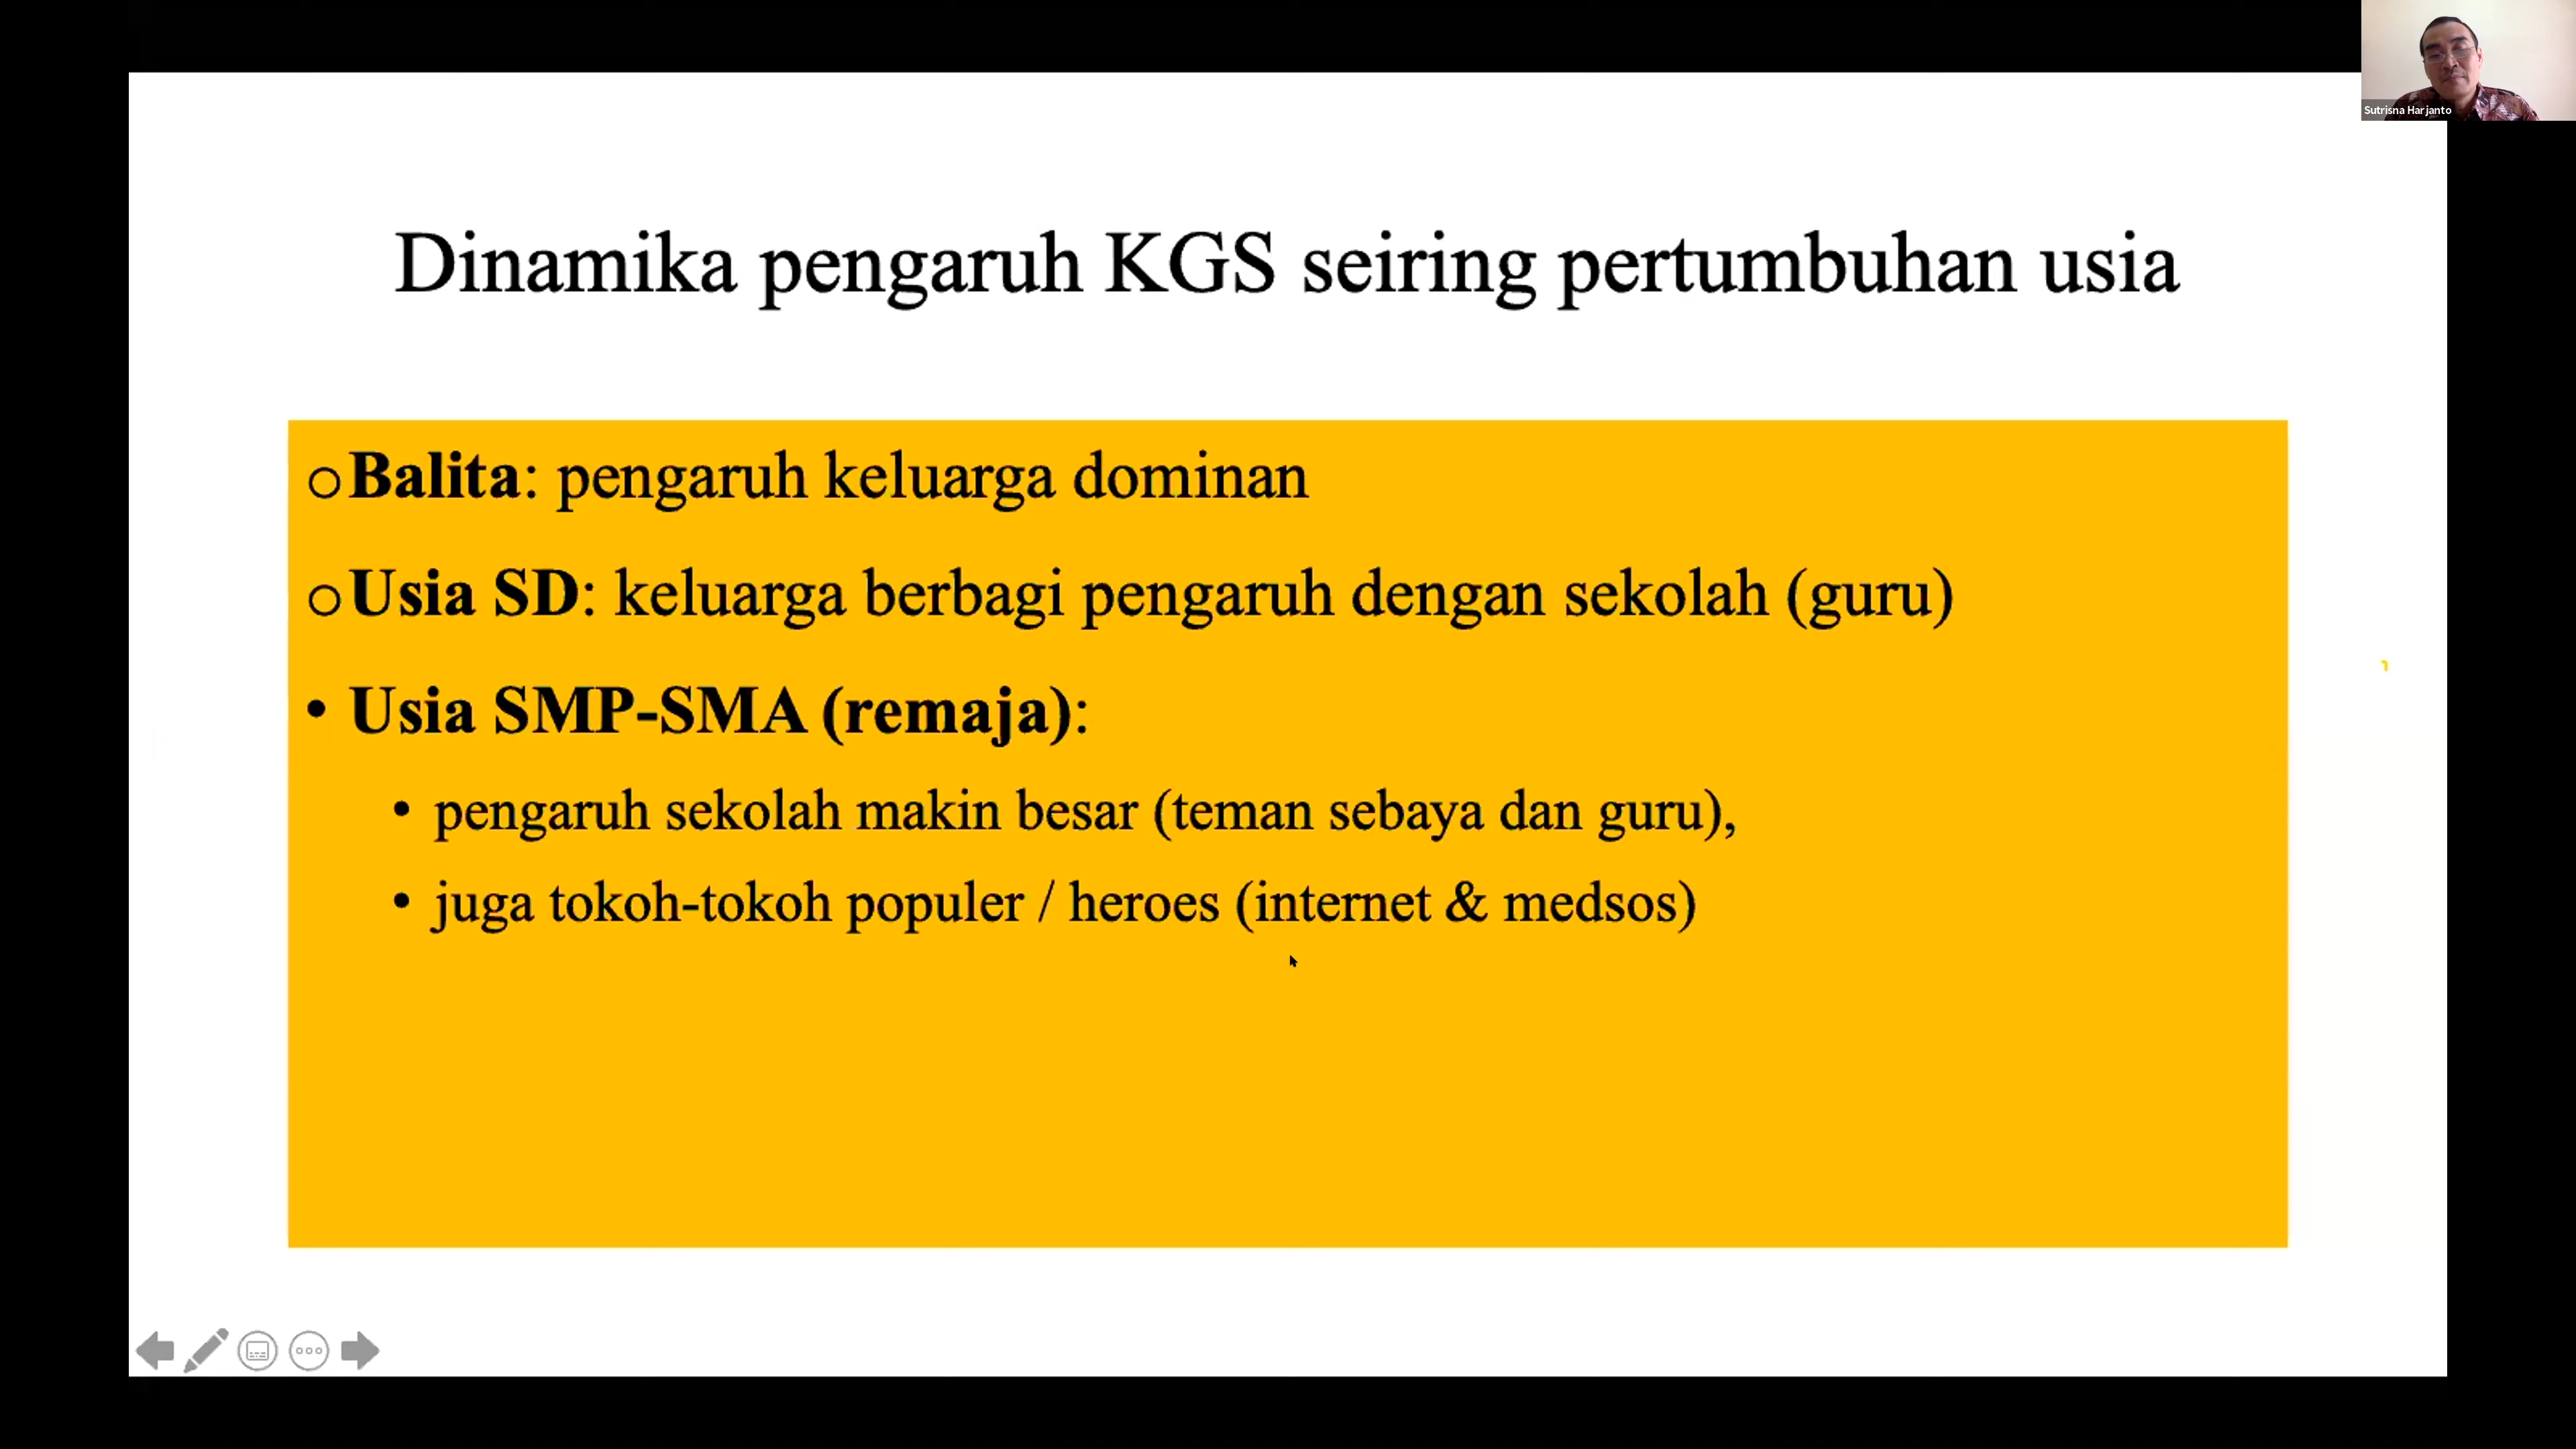 Sutrisna Harjanto
Dinamika pengaruh KGS seiring pertumbuhan usia
○ Balita: pengaruh keluarga dominan
○ Usia SD: keluarga berbagi pengaruh dengan sekolah (guru)
• Usia SMP-SMA (remaja):
• pengaruh sekolah makin besar (teman sebaya dan guru),
• juga tokoh-tokoh populer / heroes (internet & medsos)